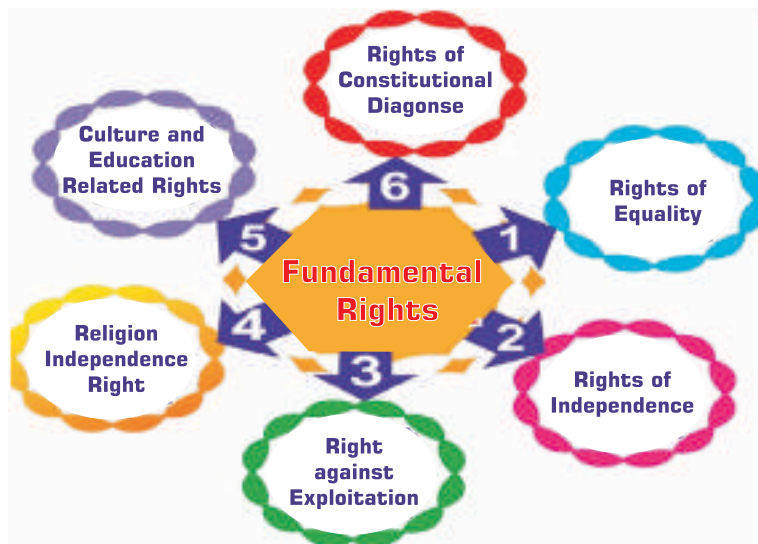 Fundamental
Rights
1
Rights of
Equality
2
Rights of
Independence
3
Right
against
Exploitation
4
Religion
Independence
Right
5
Culture and
Education
Related Rights
6
Rights of
Constitutional
Diagonse